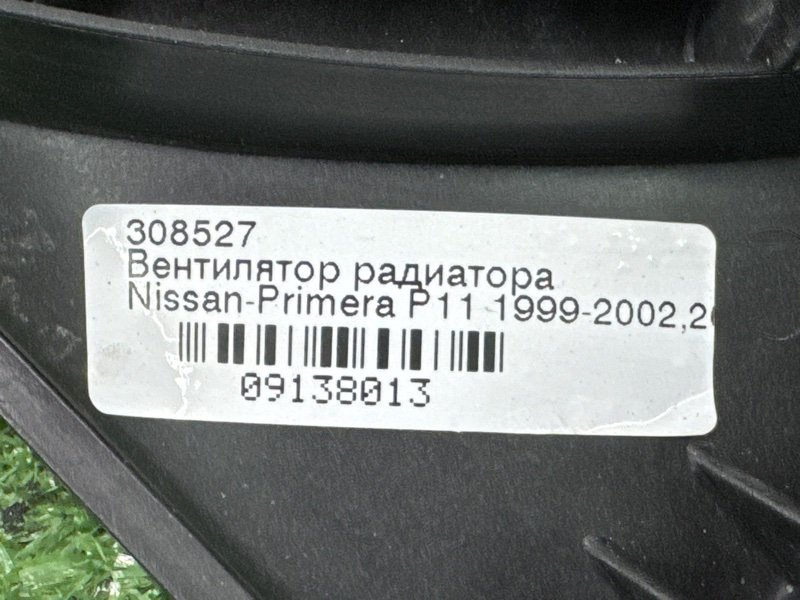 308527
Вентилятор радиатора
Nissan-Primera P11 1999-2002,2
09138013